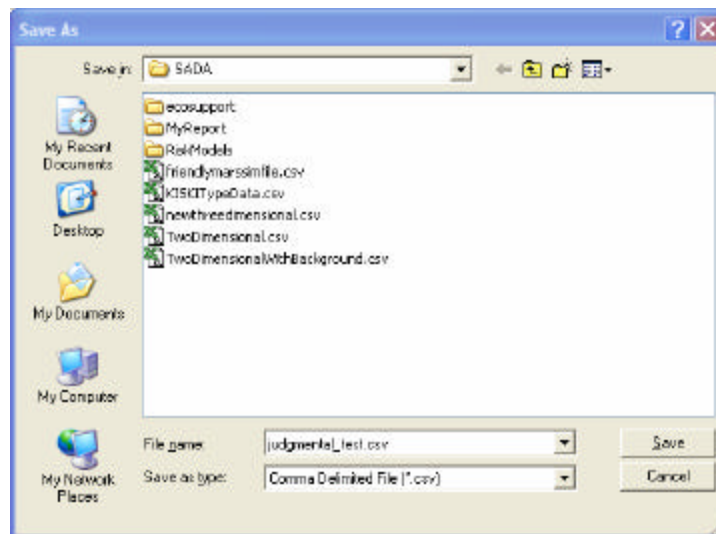 Save As
Save in:
SADA
My Recent
Documents
Desktop
My Documents
My Computer
My Network
Places
ecosupport
MyReport
RiskModels
friendlymarssimfile.csv
KISKITypeData.csv
newthreedimensional.csv
TwoDimensional.csv
TwoDimensionalWithBackground.csv
File name:
judgmental_test.csv
Save
Save as type:
Comma Delimited File (*.csv)
Cancel